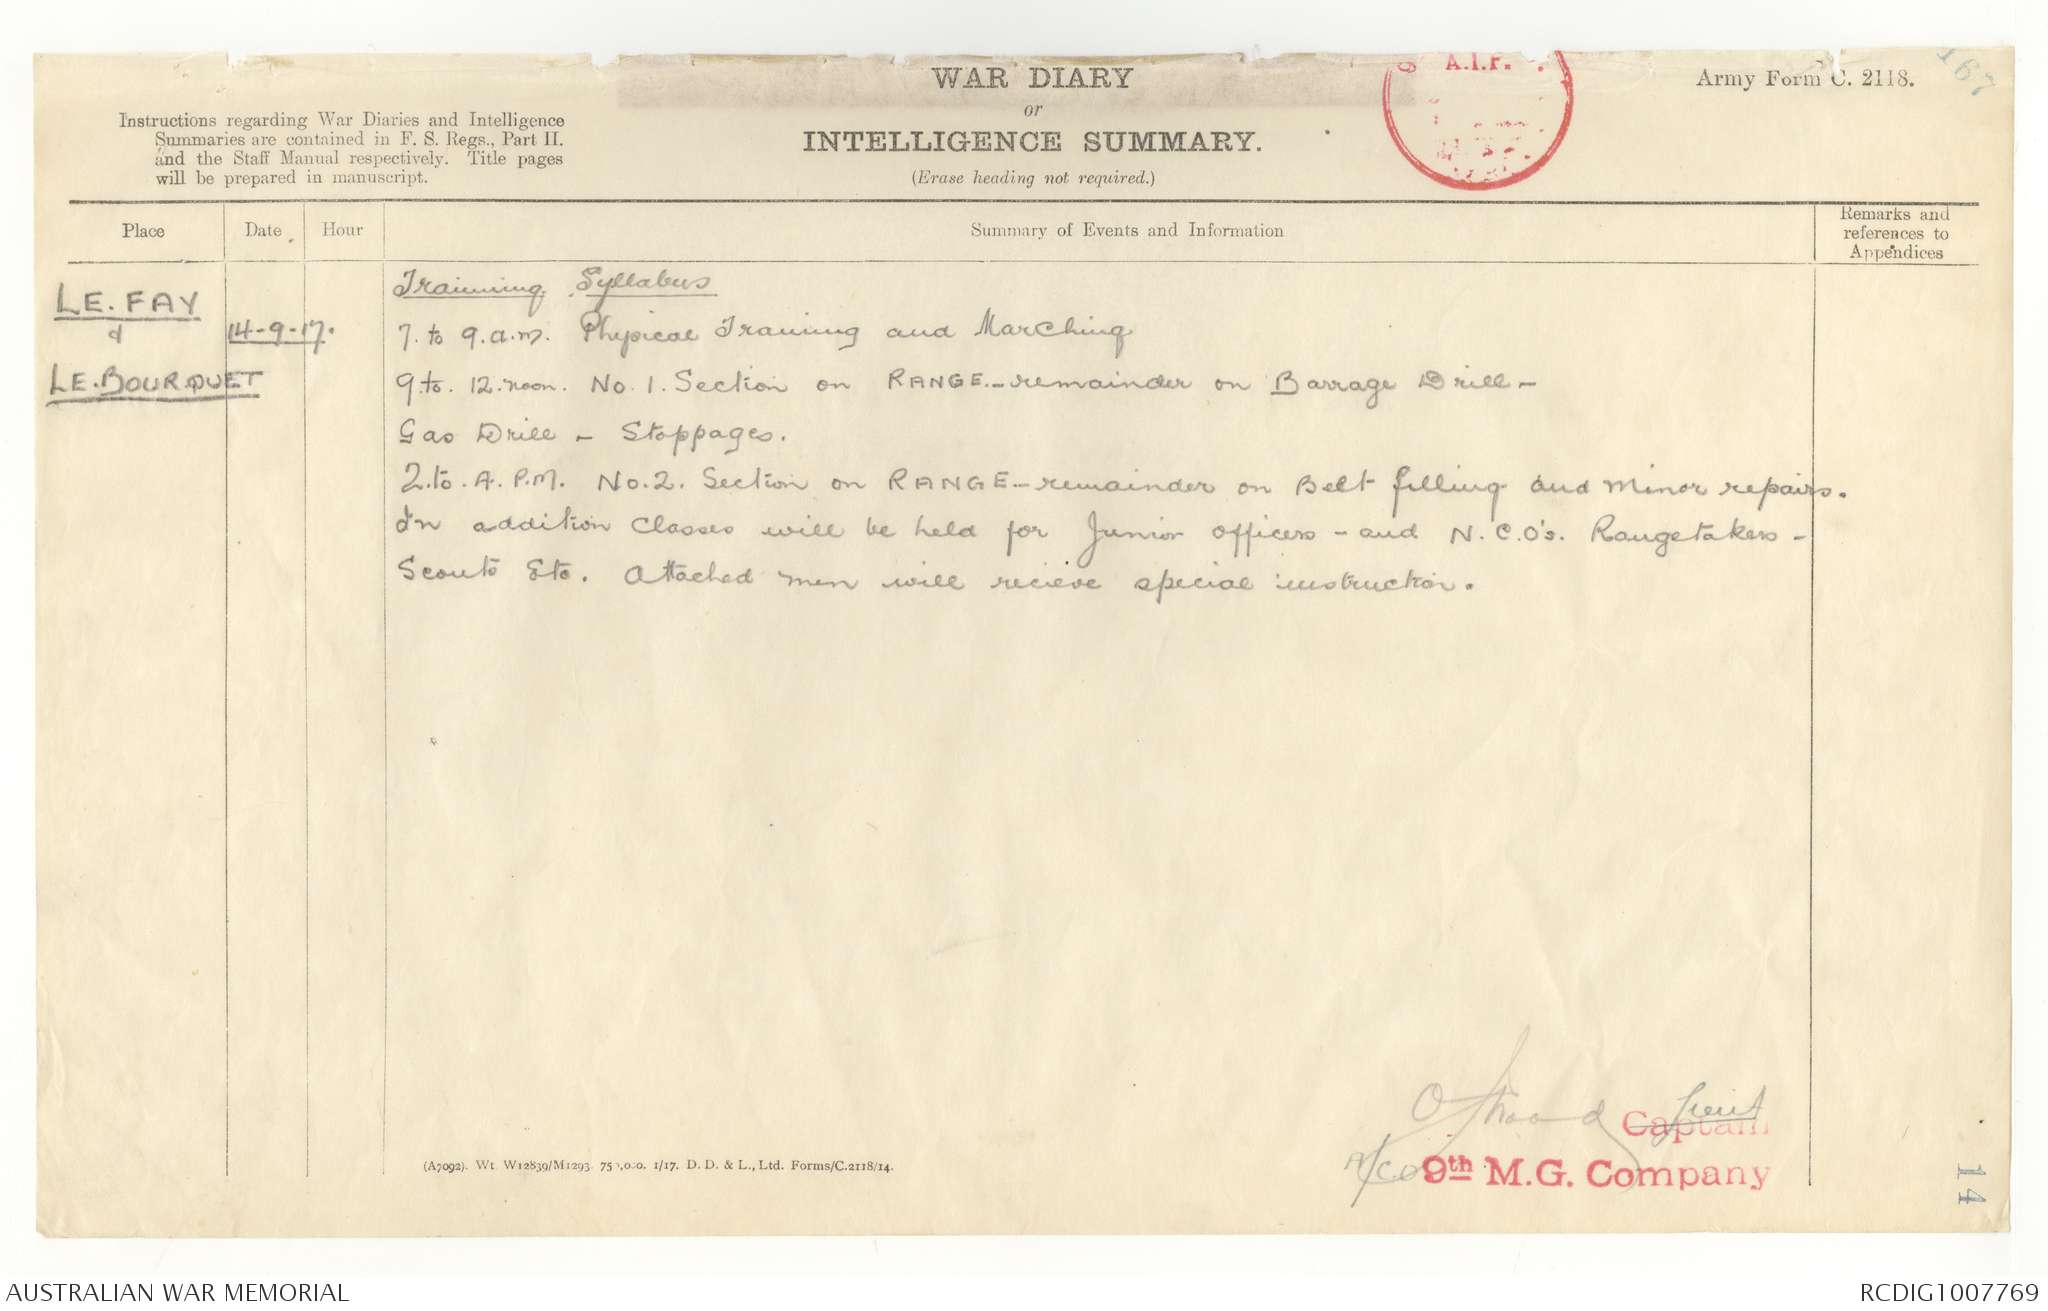 167
WAR DIARY
or
INTELLIGENCE SUMMARY.
(Erase heading not required.)
A.I.F.
Army Form C. 2118.
Instructions regarding War Diaries and Intelligence
Summaries are contained in F. S. Regs., Part II.
and the Staff Manual respectively. Title pages
will be prepared in manuscript.
Place Date Hour Summary of Events and Information Remarks and
references to
Appendices
LE. FAY
&
LE. BOURQUET
14-9-17.
Trainning Syllabus
7. to 9. a.m. Physical Training and Marching
9 to. 12. noon. No. 1. Section on RANGE - remainder on Barrage Drill -
Gas Drill - Stoppages.
2. to. 4. P.M. No. 2. Section on RANGE - remainder on Belt filling and Minor repairs.
In addition Classes will be held for Junior officers - and N.C.O's. Rangetakers -
Scouts Etc. Attached men will recieve special instruction.
Lieut
Captain
9th M.G. Company
(A7092). Wt. W12839/M1293. 750,000. 1/17. D. D. & L., Ltd. Forms/C.2118/14.
14
AUSTRALIAN WAR MEMORIAL
RCDIG1007769